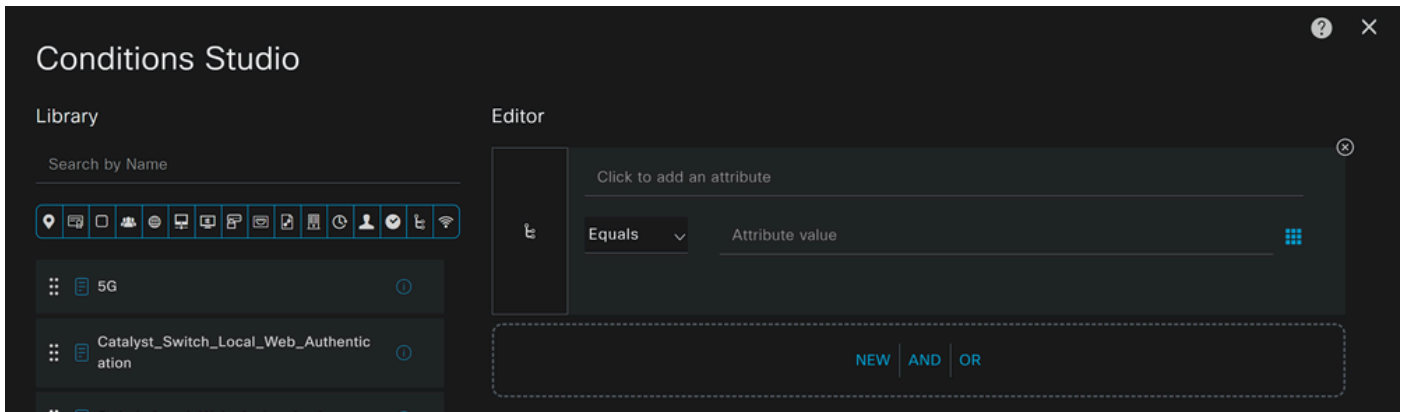 Conditions Studio
Library
Search by Name
5G
Catalyst_Switch_Local_Web_Authentic
ation
Editor
Click to add an attribute
Equals
Attribute value
NEW AND OR